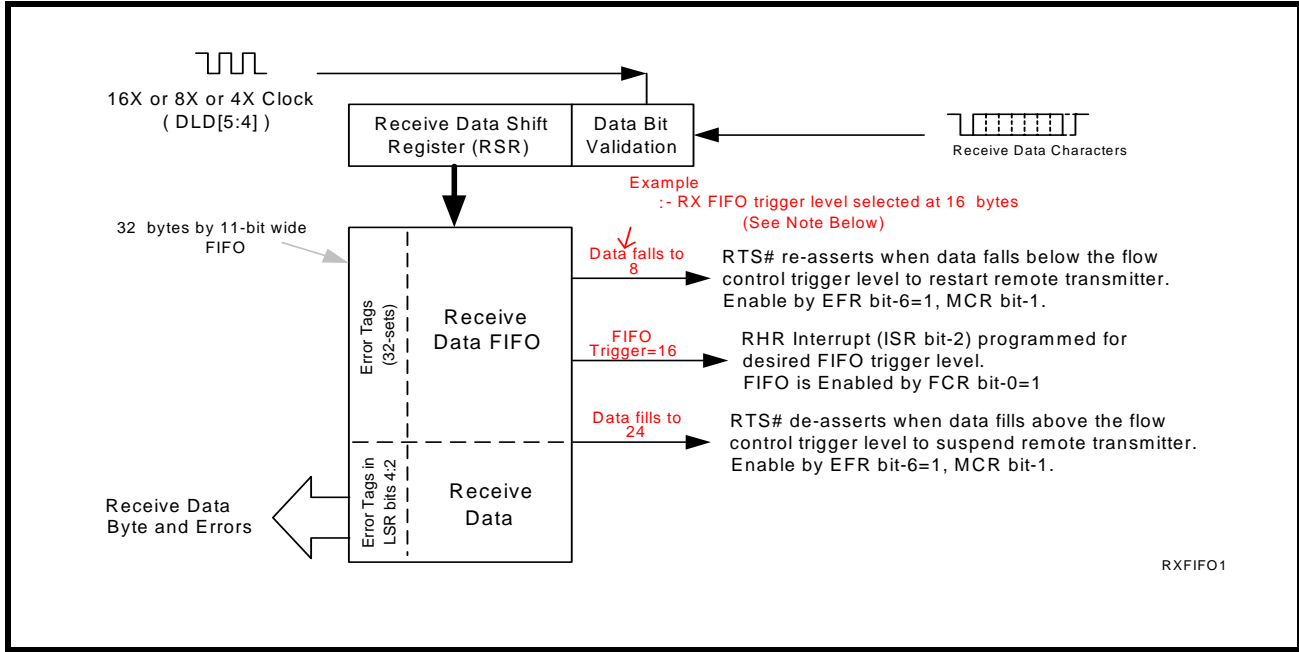 16X or 8X or 4X Clock
( DLD[5:4] )
Receive Data Shift
Register (RSR)
Data Bit
Validation
Receive Data Characters
Example
:- RX FIFO trigger level selected at 16 bytes
(See Note Below)
32 bytes by 11-bit wide
FIFO
Error Tags
(32-sets)
Receive
Data FIFO
Data falls to
8
RTS# re-asserts when data falls below the flow
control trigger level to restart remote transmitter.
Enable by EFR bit-6=1, MCR bit-1.
FIFO
Trigger=16
RHR Interrupt (ISR bit-2) programmed for
desired FIFO trigger level.
FIFO is Enabled by FCR bit-0=1
Data fills to
24
RTS# de-asserts when data fills above the flow
control trigger level to suspend remote transmitter.
Enable by EFR bit-6=1, MCR bit-1.
Error Tags in
LSR bits 4:2
Receive
Data
Receive Data
Byte and Errors
RXFIFO1